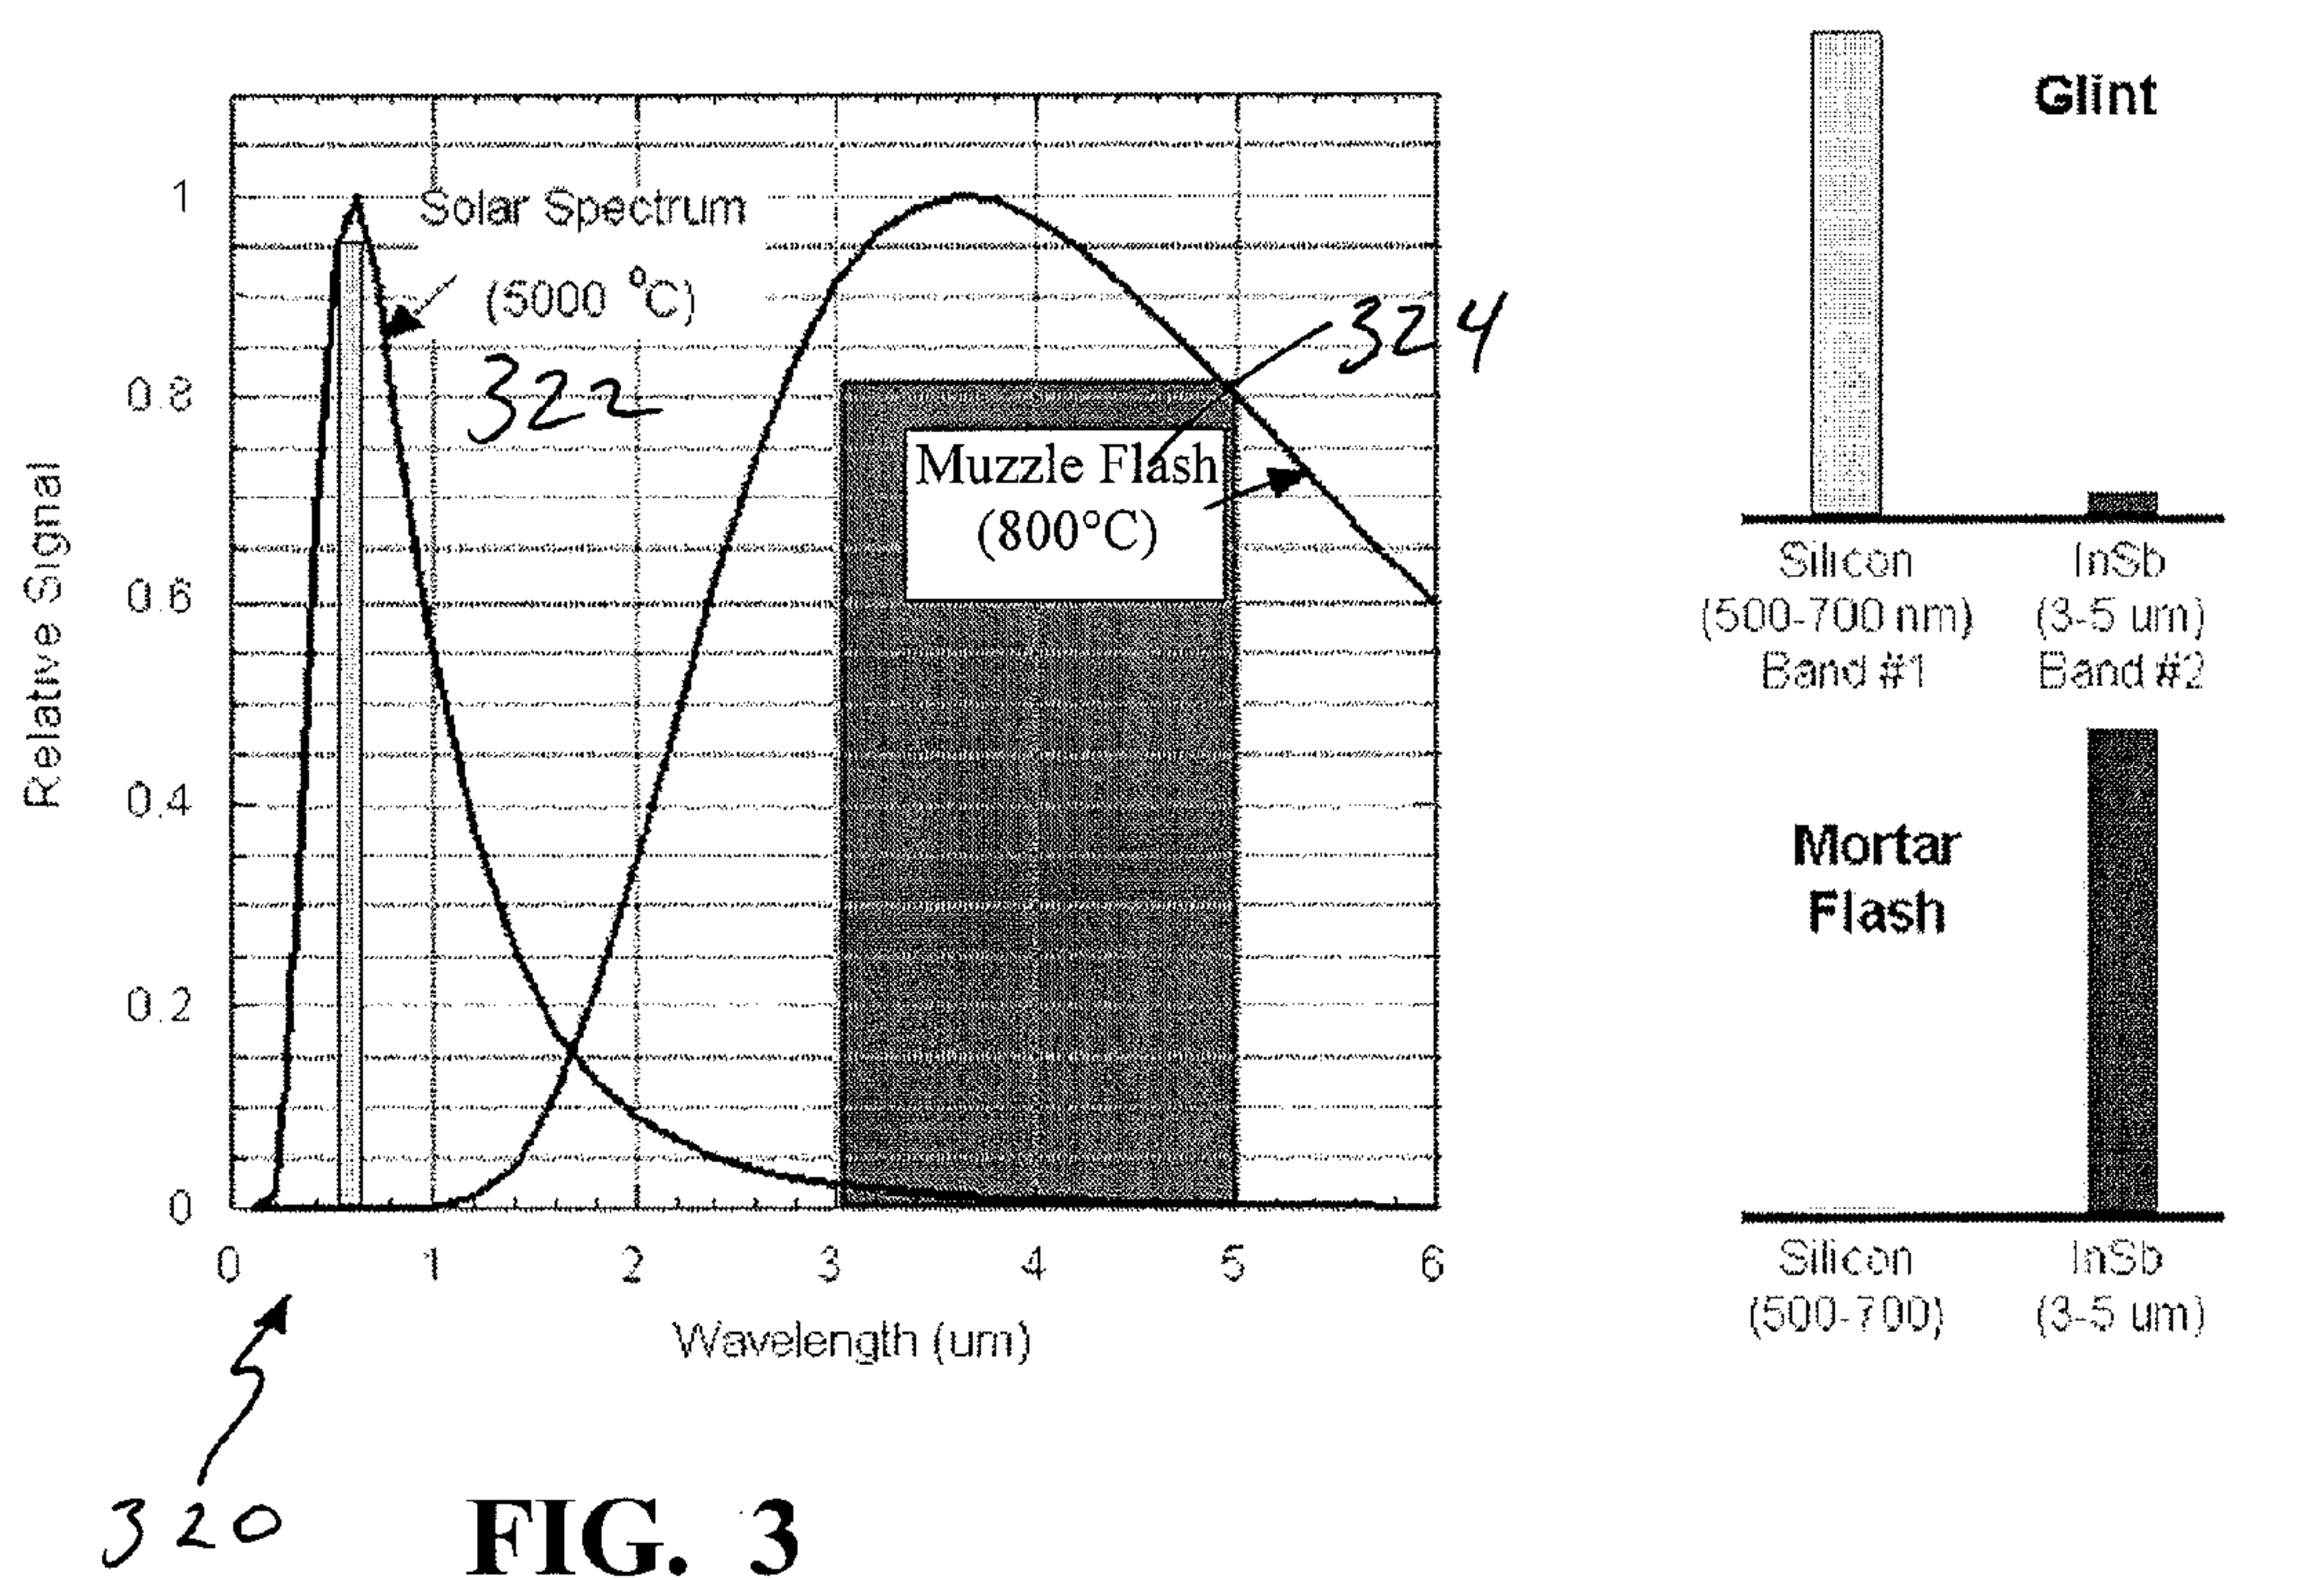 Relative Signal
1
0.8
0.6
0.4
0.2
0
Solar Spectrum
(5000 °C)
322
324
Muzzle Flash
(800°C)
0 1 2 3 4 5 6
Wavelength (um)
320
FIG. 3
Glint
Silicon
(500-700 nm)
Band #1
InSb
(3-5 um)
Band #2
Mortar
Flash
Silicon
(500-700)
InSb
(3-5 um)